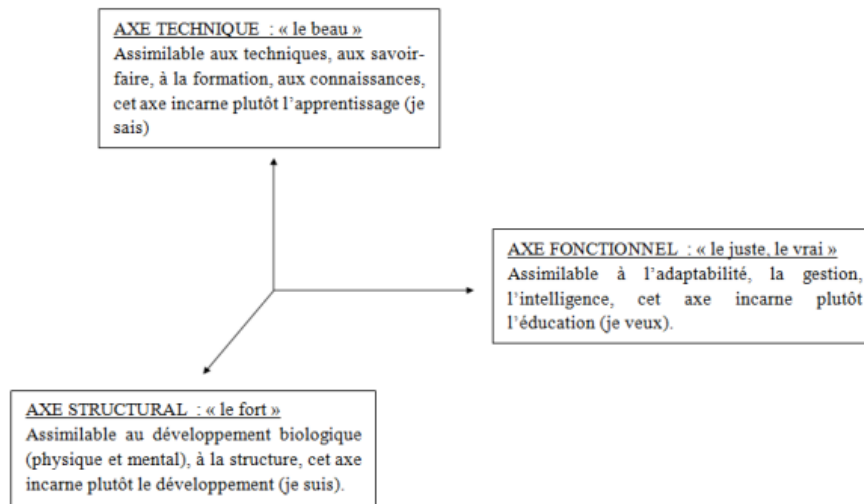 AXE TECHNIQUE : « le beau »
Assimilable aux techniques, aux savoir-
faire, à la formation, aux connaissances,
cet axe incarne plutôt l’apprentissage (je
sais)
AXE FONCTIONNEL : « le juste, le vrai »
Assimilable à l’adaptabilité, la gestion,
l’intelligence, cet axe incarne plutôt
l’éducation (je veux).
AXE STRUCTURAL : « le fort »
Assimilable au développement biologique
(physique et mental), à la structure, cet axe
incarne plutôt le développement (je suis).